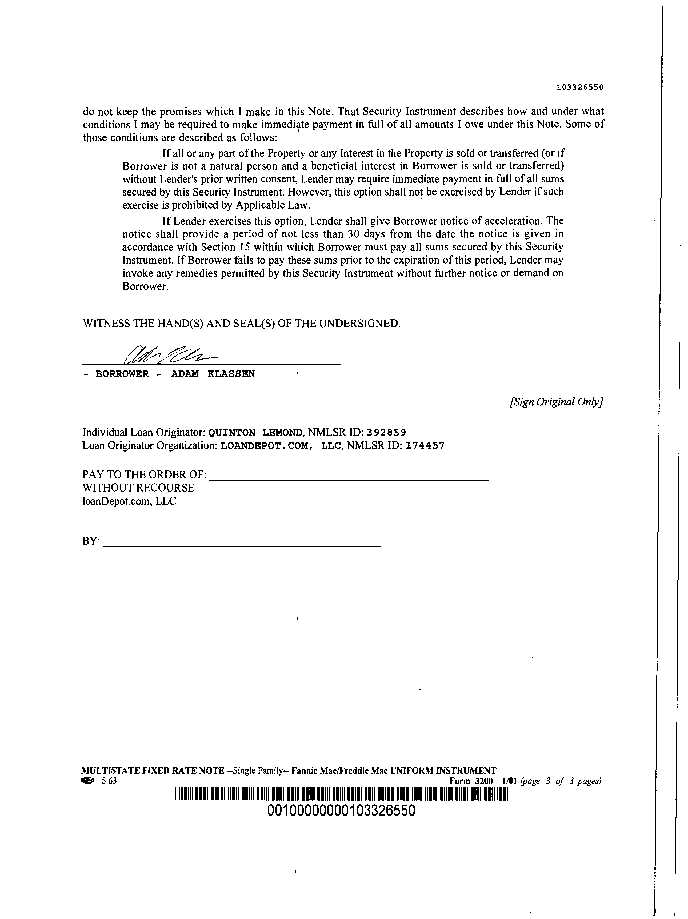 103326550
do not keep the promises which I make in this Note. That Security Instrument describes how and under what
conditions I may be required to make immediate payment in full of all amounts I owe under this Note. Some of
those conditions are described as follows:
If all or any part of the Property or any Interest in the Property is sold or transferred (or if
Borrower is not a natural person and a beneficial interest in Borrower is sold or transferred)
without Lender's prior written consent, Lender may require immediate payment in full of all sums
secured by this Security Instrument. However, this option shall not be exercised by Lender if such
exercise is prohibited by Applicable Law.
If Lender exercises this option, Lender shall give Borrower notice of acceleration. The
notice shall provide a period of not less than 30 days from the date the notice is given in
accordance with Section 15 within which Borrower must pay all sums secured by this Security
Instrument. If Borrower fails to pay these sums prior to the expiration of this period, Lender may
invoke any remedies permitted by this Security Instrument without further notice or demand on
Borrower.
WITNESS THE HAND(S) AND SEAL(S) OF THE UNDERSIGNED.
- BORROWER - ADAM KLASSEN
[Sign Original Only]
Individual Loan Originator: QUINTON LEMOND, NMLSR ID: 392859
Loan Originator Organization: LOANDEPOT.COM, LLC, NMLSR ID: 174457
PAY TO THE ORDER OF:
WITHOUT RECOURSE
loanDepot.com, LLC
BY:
MULTISTATE FIXED RATE NOTE --Single Family-- Fannie Mae/Freddie Mac UNIFORM INSTRUMENT
5.63 Form 3200 1/01 (page 3 of 3 pages)
00100000000103326550